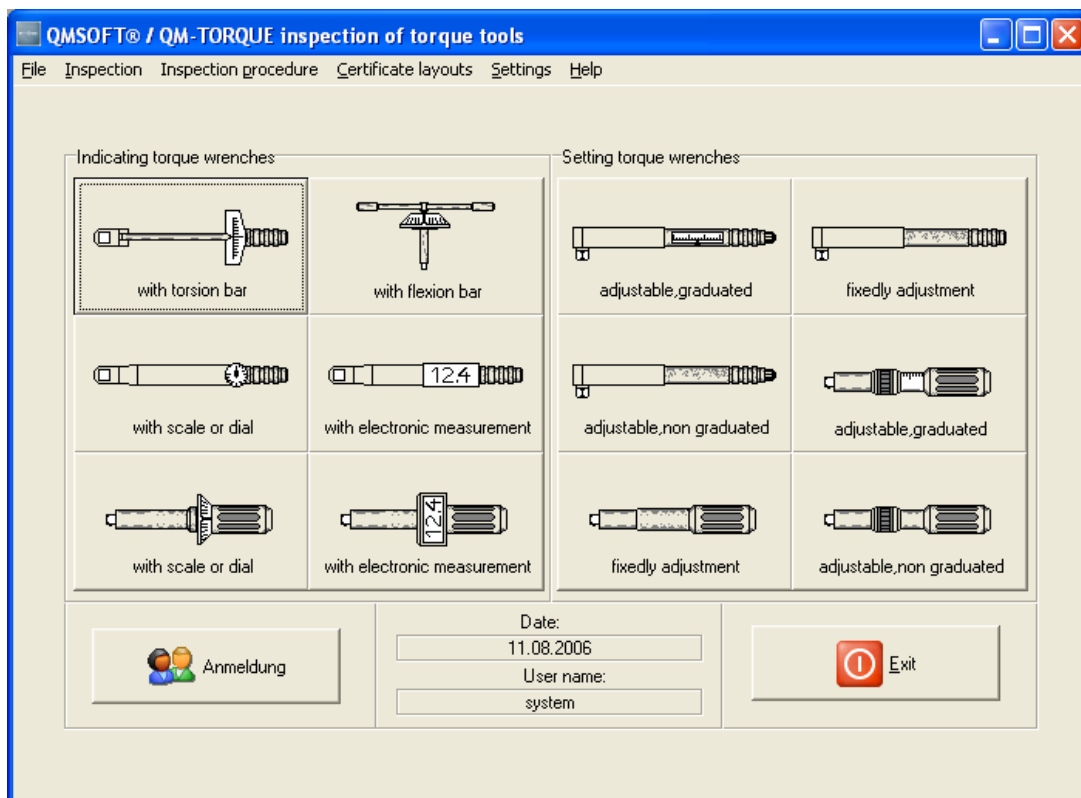 QMSOFT® / QM-TORQUE inspection of torque tools
File Inspection Inspection procedure Certificate layouts Settings Help
Indicating torque wrenches
with torsion bar
with flexion bar
with scale or dial
12.4
with electronic measurement
with scale or dial
12.4
with electronic measurement
Setting torque wrenches
adjustable,graduated
fixedly adjustment
adjustable,non graduated
adjustable,graduated
fixedly adjustment
adjustable,non graduated
Anmeldung
Date:
11.08.2006
User name:
system
Exit